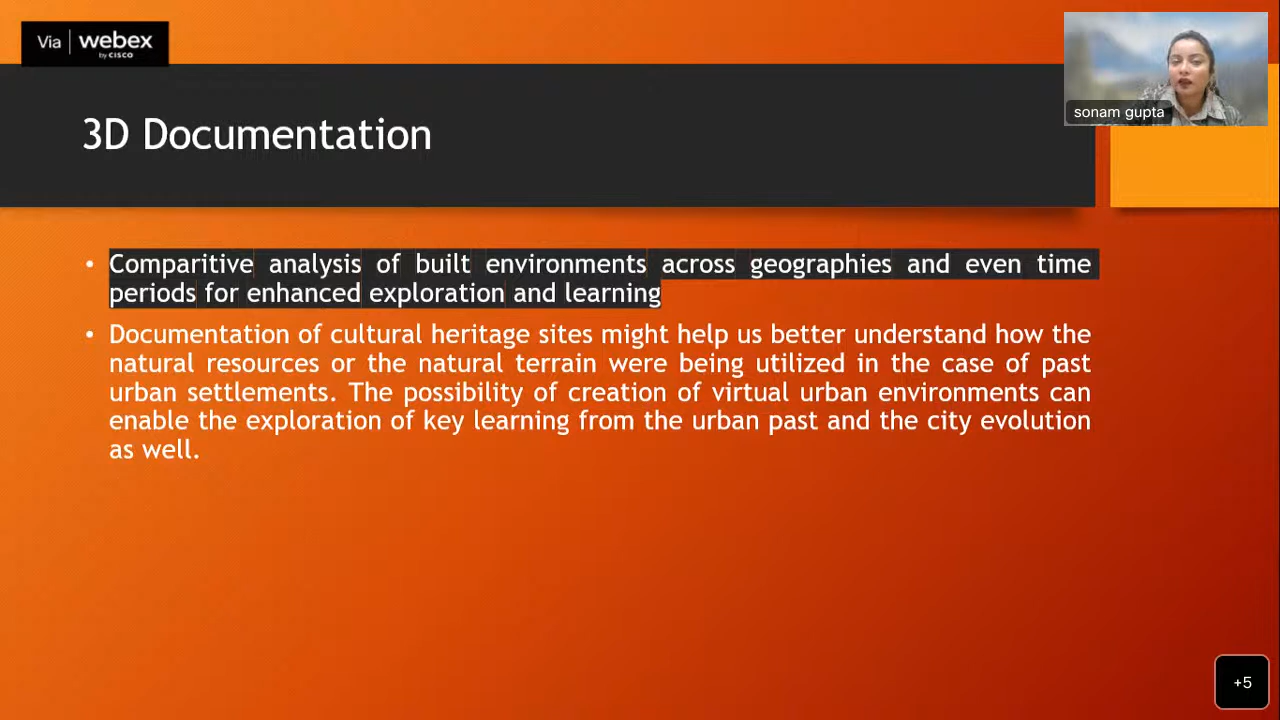 Via webex
by CISCO
sonam gupta
3D Documentation
• Comparitive analysis of built environments across geographies and even time
periods for enhanced exploration and learning
• Documentation of cultural heritage sites might help us better understand how the
natural resources or the natural terrain were being utilized in the case of past
urban settlements. The possibility of creation of virtual urban environments can
enable the exploration of key learning from the urban past and the city evolution
as well.
+5